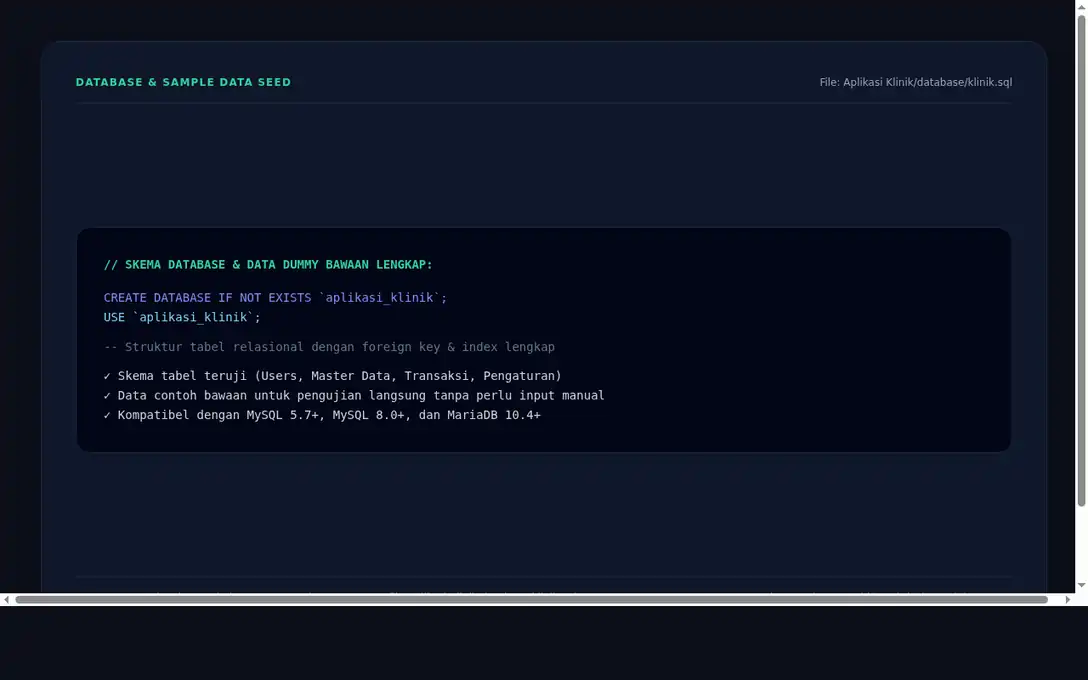 DATABASE & SAMPLE DATA SEED
File: Aplikasi Klinik/database/klinik.sql
// SKEMA DATABASE & DATA DUMMY BAWAAN LENGKAP:
CREATE DATABASE IF NOT EXISTS `aplikasi_klinik`;
USE `aplikasi_klinik`;
-- Struktur tabel relasional dengan foreign key & index lengkap
✓ Skema tabel teruji (Users, Master Data, Transaksi, Pengaturan)
✓ Data contoh bawaan untuk pengujian langsung tanpa perlu input manual
✓ Kompatibel dengan MySQL 5.7+, MySQL 8.0+, dan MariaDB 10.4+